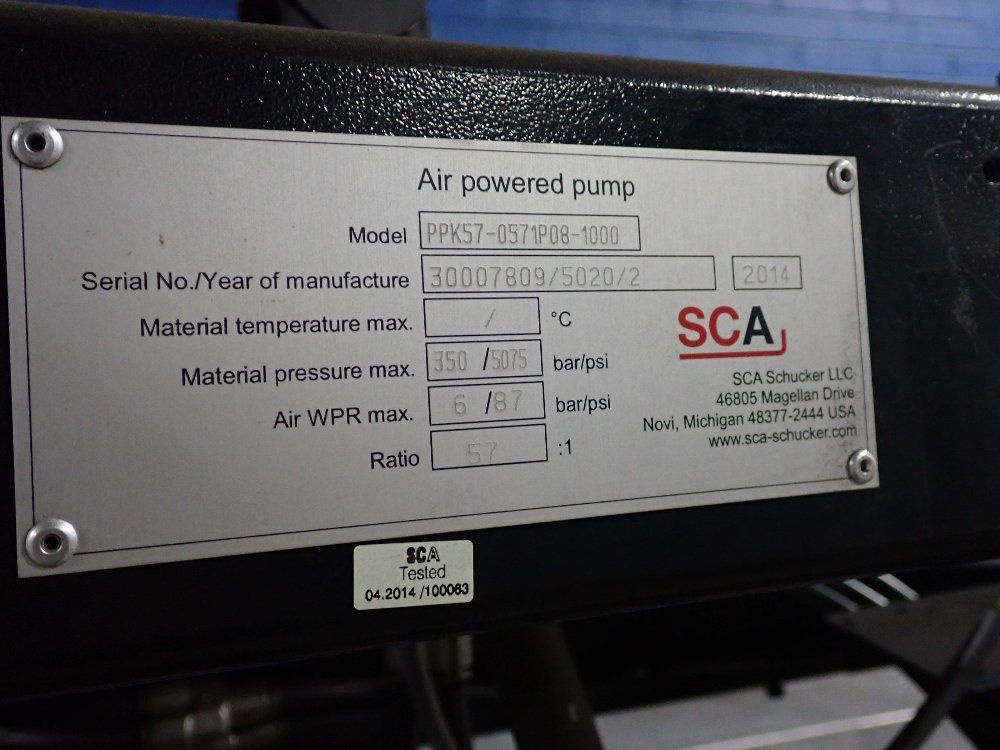 Air powered pump
Model PPK57-0571P08-1000
Serial No./Year of manufacture 30007809/5020/2 2014
Material temperature max. / °C
Material pressure max. 350 /5075 bar/psi
Air WPR max. 6 /87 bar/psi
Ratio 57 :1
SCA
SCA Schucker LLC
46805 Magellan Drive
Novi, Michigan 48377-2444 USA
www.sca-schucker.com
SCA
Tested
04.2014 /100063